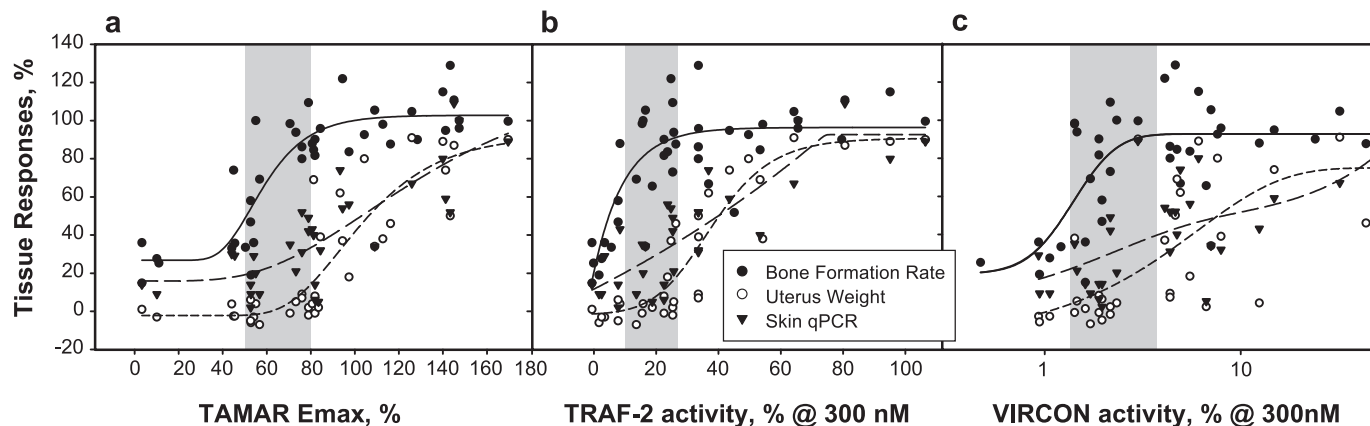 a
b
c
Tissue Responses, %
140
120
100
80
60
40
20
0
-20
0 20 40 60 80 100 120 140 160 180
0 20 40 60 80 100
1 10
Bone Formation Rate
Uterus Weight
Skin qPCR
TAMAR Emax, %
TRAF-2 activity, % @ 300 nM
VIRCON activity, % @ 300nM